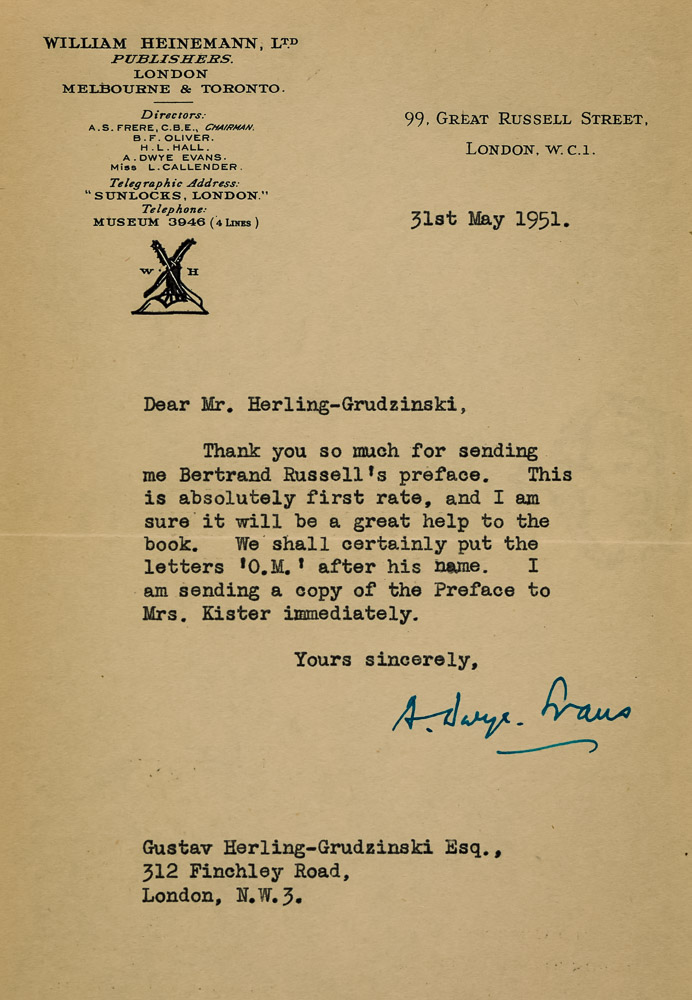 WILLIAM HEINEMANN, LTD
PUBLISHERS.
LONDON
MELBOURNE & TORONTO.
Directors:
A.S. FRERE, C.B.E., CHAIRMAN.
B.F. OLIVER.
H.L. HALL.
A. DWYE EVANS.
Miss L. CALLENDER.
Telegraphic Address:
"SUNLOCKS, LONDON."
Telephone:
MUSEUM 3946 (4 LINES)
W H
99, GREAT RUSSELL STREET,
LONDON, W.C.1.
31st May 1951.
Dear Mr. Herling-Grudzinski,
Thank you so much for sending
me Bertrand Russell's preface. This
is absolutely first rate, and I am
sure it will be a great help to the
book. We shall certainly put the
letters 'O.M.' after his name. I
am sending a copy of the Preface to
Mrs. Kister immediately.
Yours sincerely,
A. Dwye. Evans
Gustav Herling-Grudzinski Esq.,
312 Finchley Road,
London, N.W.3.